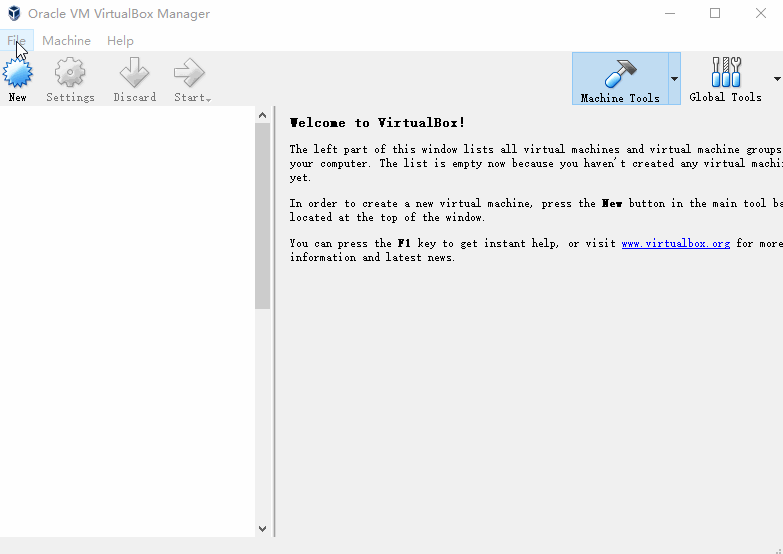 Oracle VM VirtualBox Manager
File Machine Help
New Settings Discard Start
Machine Tools Global Tools
Welcome to VirtualBox!
The left part of this window lists all virtual machines and virtual machine groups
your computer. The list is empty now because you haven't created any virtual machi
yet.
In order to create a new virtual machine, press the New button in the main tool ba
located at the top of the window.
You can press the F1 key to get instant help, or visit www.virtualbox.org for more
information and latest news.